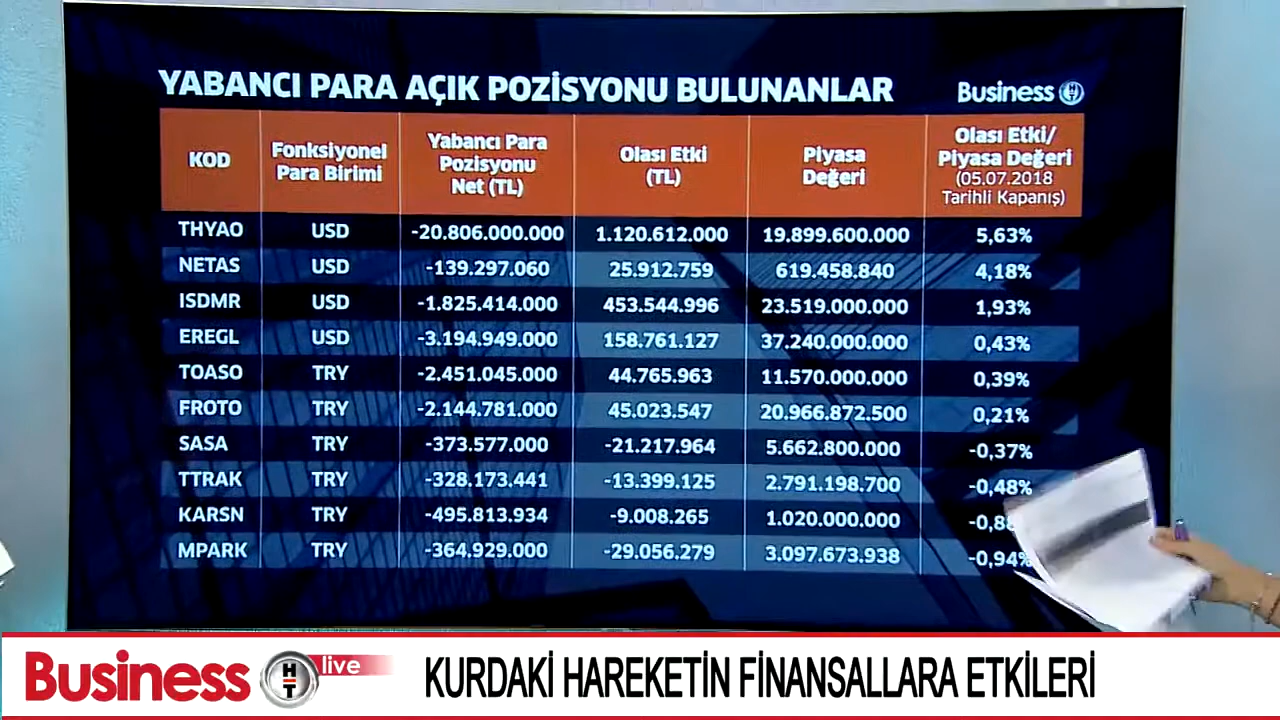 YABANCI PARA AÇIK POZİSYONU BULUNANLAR
Business HT
KOD Fonksiyonel Para Birimi Yabancı Para Pozisyonu Net (TL) Olası Etki (TL) Piyasa Değeri Olası Etki/ Piyasa Değeri (05.07.2018 Tarihli Kapanış)
THYAO USD -20.806.000.000 1.120.612.000 19.899.600.000 5,63%
NETAS USD -139.297.060 25.912.759 619.458.840 4,18%
ISDMR USD -1.825.414.000 453.544.996 23.519.000.000 1,93%
EREGL USD -3.194.949.000 158.761.127 37.240.000.000 0,43%
TOASO TRY -2.451.045.000 44.765.963 11.570.000.000 0,39%
FROTO TRY -2.144.781.000 45.023.547 20.966.872.500 0,21%
SASA TRY -373.577.000 -21.217.964 5.662.800.000 -0,37%
TTRAK TRY -328.173.441 -13.399.125 2.791.198.700 -0,48%
KARSN TRY -495.813.934 -9.008.265 1.020.000.000
MPARK TRY -364.929.000 -29.056.279 3.097.673.938 -0,94%
Business HT live
KURDAKİ HAREKETİN FİNANSALLARA ETKİLERİ